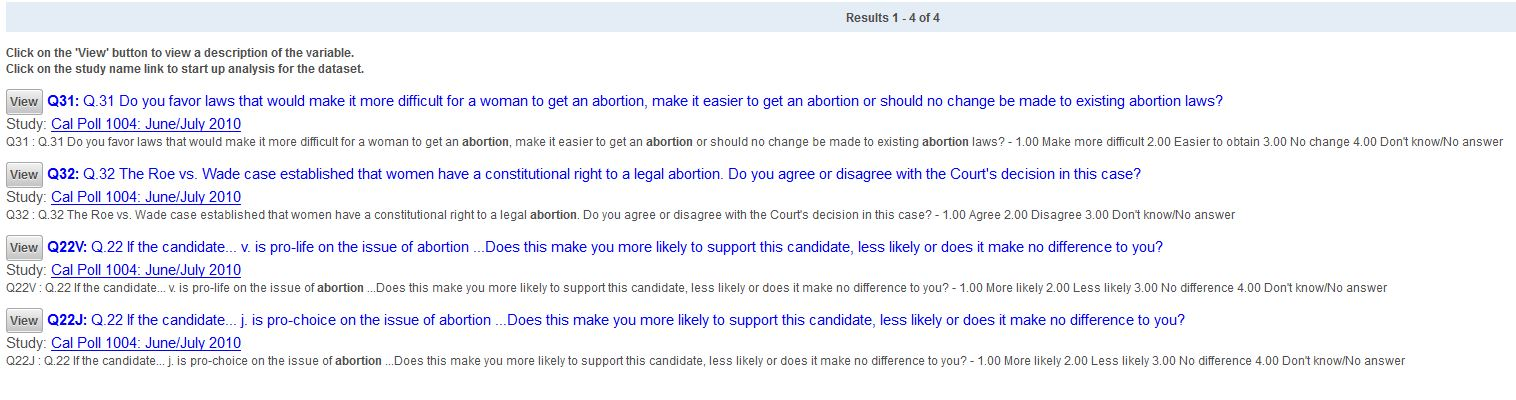 Results 1 - 4 of 4
Click on the 'View' button to view a description of the variable.
Click on the study name link to start up analysis for the dataset.
View Q31: Q.31 Do you favor laws that would make it more difficult for a woman to get an abortion, make it easier to get an abortion or should no change be made to existing abortion laws?
Study: Cal Poll 1004: June/July 2010
Q31 : Q.31 Do you favor laws that would make it more difficult for a woman to get an abortion, make it easier to get an abortion or should no change be made to existing abortion laws? - 1.00 Make more difficult 2.00 Easier to obtain 3.00 No change 4.00 Don't know/No answer
View Q32: Q.32 The Roe vs. Wade case established that women have a constitutional right to a legal abortion. Do you agree or disagree with the Court's decision in this case?
Study: Cal Poll 1004: June/July 2010
Q32 : Q.32 The Roe vs. Wade case established that women have a constitutional right to a legal abortion. Do you agree or disagree with the Court's decision in this case? - 1.00 Agree 2.00 Disagree 3.00 Don't know/No answer
View Q22V: Q.22 If the candidate... v. is pro-life on the issue of abortion ...Does this make you more likely to support this candidate, less likely or does it make no difference to you?
Study: Cal Poll 1004: June/July 2010
Q22V : Q.22 If the candidate... v. is pro-life on the issue of abortion ...Does this make you more likely to support this candidate, less likely or does it make no difference to you? - 1.00 More likely 2.00 Less likely 3.00 No difference 4.00 Don't know/No answer
View Q22J: Q.22 If the candidate... j. is pro-choice on the issue of abortion ...Does this make you more likely to support this candidate, less likely or does it make no difference to you?
Study: Cal Poll 1004: June/July 2010
Q22J : Q.22 If the candidate... j. is pro-choice on the issue of abortion ...Does this make you more likely to support this candidate, less likely or does it make no difference to you? - 1.00 More likely 2.00 Less likely 3.00 No difference 4.00 Don't know/No answer